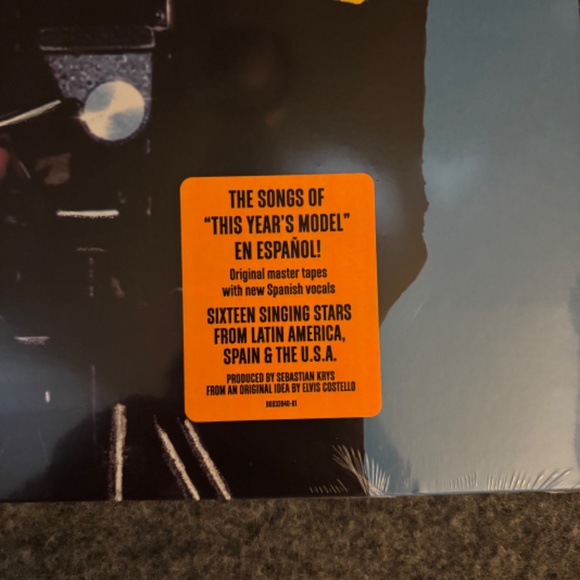 THE SONGS OF
“THIS YEAR'S MODEL”
EN ESPAÑOL!
Original master tapes
with new Spanish vocals
SIXTEEN SINGING STARS
FROM LATIN AMERICA,
SPAIN & THE U.S.A.
PRODUCED BY SEBASTIAN KRYS
FROM AN ORIGINAL IDEA BY ELVIS COSTELLO